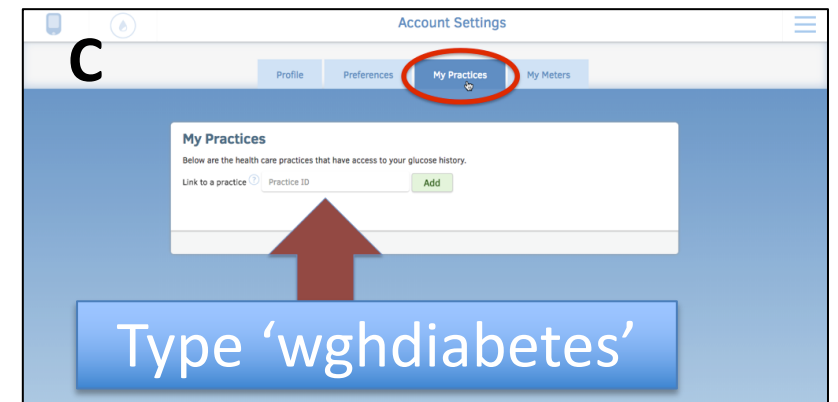 Account Settings
C
Profile Preferences My Practices My Meters
My Practices
Below are the health care practices that have access to your glucose history.
Link to a practice ? Practice ID Add
Type ‘wghdiabetes’